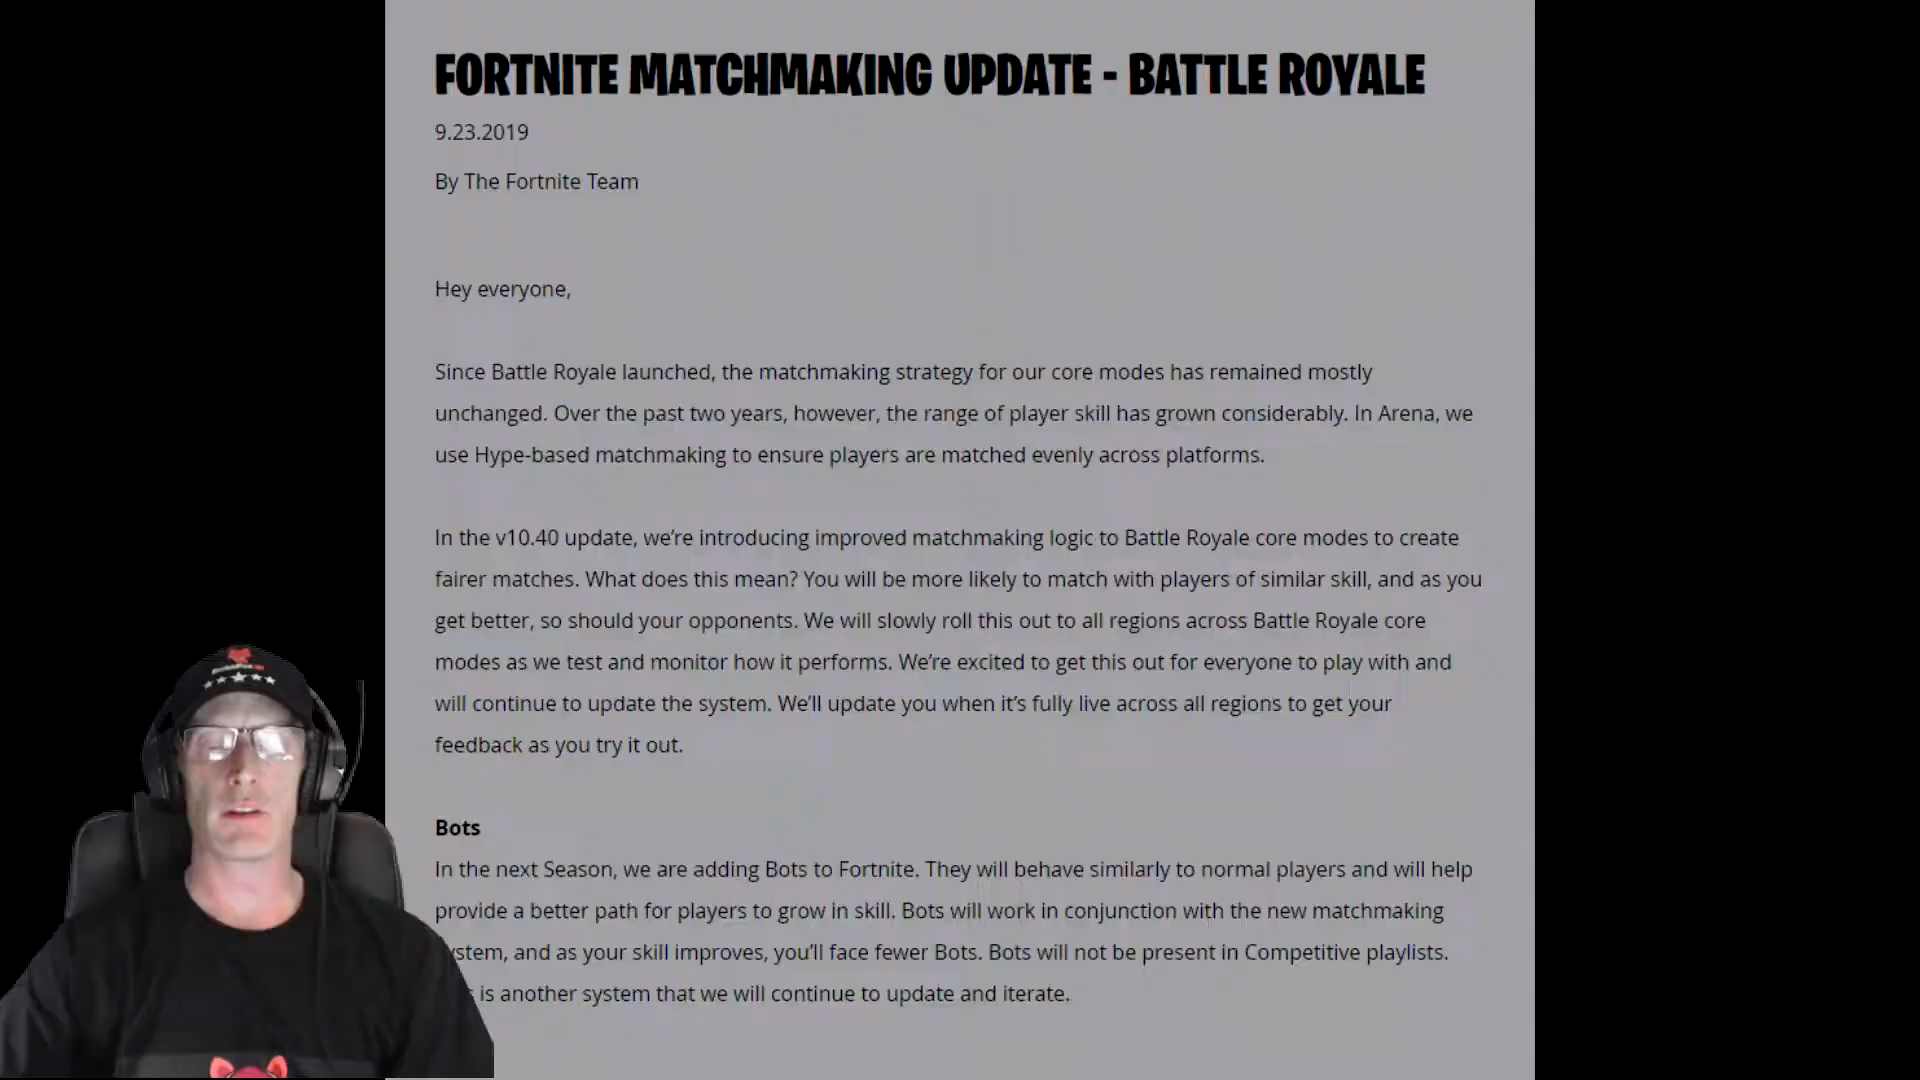 FORTNITE MATCHMAKING UPDATE - BATTLE ROYALE
9.23.2019
By The Fortnite Team
Hey everyone,
Since Battle Royale launched, the matchmaking strategy for our core modes has remained mostly
unchanged. Over the past two years, however, the range of player skill has grown considerably. In Arena, we
use Hype-based matchmaking to ensure players are matched evenly across platforms.
In the v10.40 update, we’re introducing improved matchmaking logic to Battle Royale core modes to create
fairer matches. What does this mean? You will be more likely to match with players of similar skill, and as you
get better, so should your opponents. We will slowly roll this out to all regions across Battle Royale core
modes as we test and monitor how it performs. We’re excited to get this out for everyone to play with and
will continue to update the system. We’ll update you when it’s fully live across all regions to get your
feedback as you try it out.
Bots
In the next Season, we are adding Bots to Fortnite. They will behave similarly to normal players and will help
provide a better path for players to grow in skill. Bots will work in conjunction with the new matchmaking
ystem, and as your skill improves, you’ll face fewer Bots. Bots will not be present in Competitive playlists.
is another system that we will continue to update and iterate.